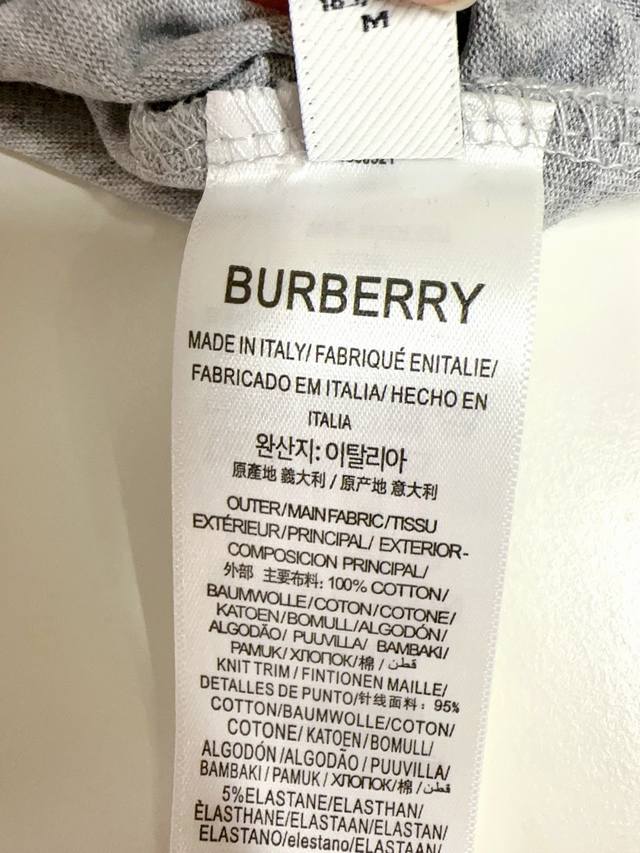 M
BURBERRY
MADE IN ITALY/ FABRIQUÉ ENITALIE/
FABRICADO EM ITALIA/ HECHO EN
ITALIA
완산지: 이탈리아
原產地 義大利 / 原产地 意大利
OUTER/MAIN FABRIC/TISSU
EXTÉRIEUR/PRINCIPAL/ EXTERIOR-
COMPOSICION PRINCIPAL/
外部 主要布料: 100% COTTON/
BAUMWOLLE/COTON/COTONE/
KATOEN/BOMULL/ALGODÓN/
ALGODÃO/ PUUVILLA/ BAMBAKI/
PAMUK/ХЛОПОК/棉 / قطن/
KNIT TRIM / FINTIONEN MAILLE/
DETALLES DE PUNTO/针线面料: 95%
COTTON/BAUMWOLLE/COTON/
COTONE/ KATOEN/BOMULL/
ALGODÓN /ALGODÃO / PUUVILLA/
BAMBAKI / PAMUK / ХЛОПОК/棉 / قطن/
5%ELASTANE/ELASTHAN/
ÈLASTHANE/ELASTAAN/ELASTAN/
ELASTANO/elestano/ELASTAAN,